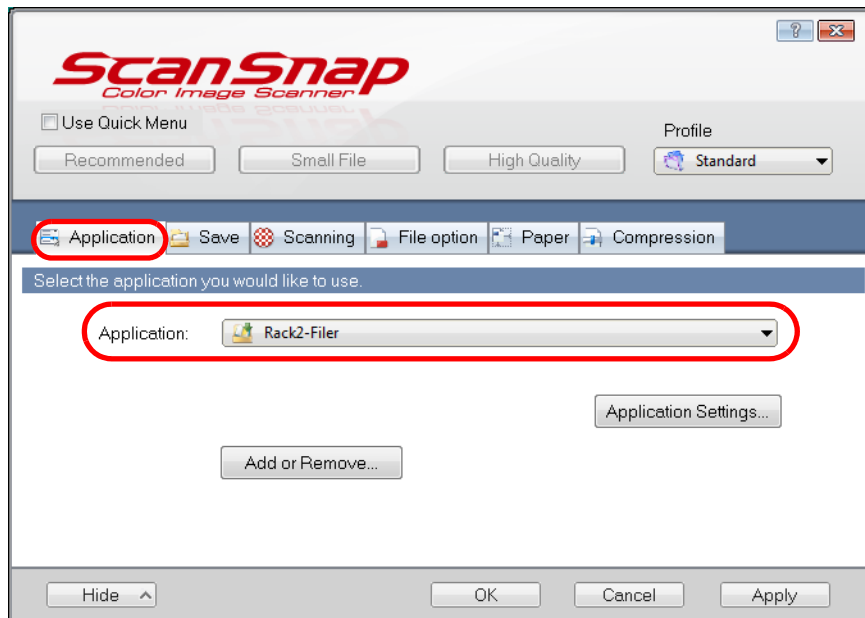 ScanSnap
Color Image Scanner
Use Quick Menu
Profile
Recommended Small File High Quality Standard
Application Save Scanning File option Paper Compression
Select the application you would like to use.
Application: Rack2-Filer
Application Settings...
Add or Remove...
Hide OK Cancel Apply